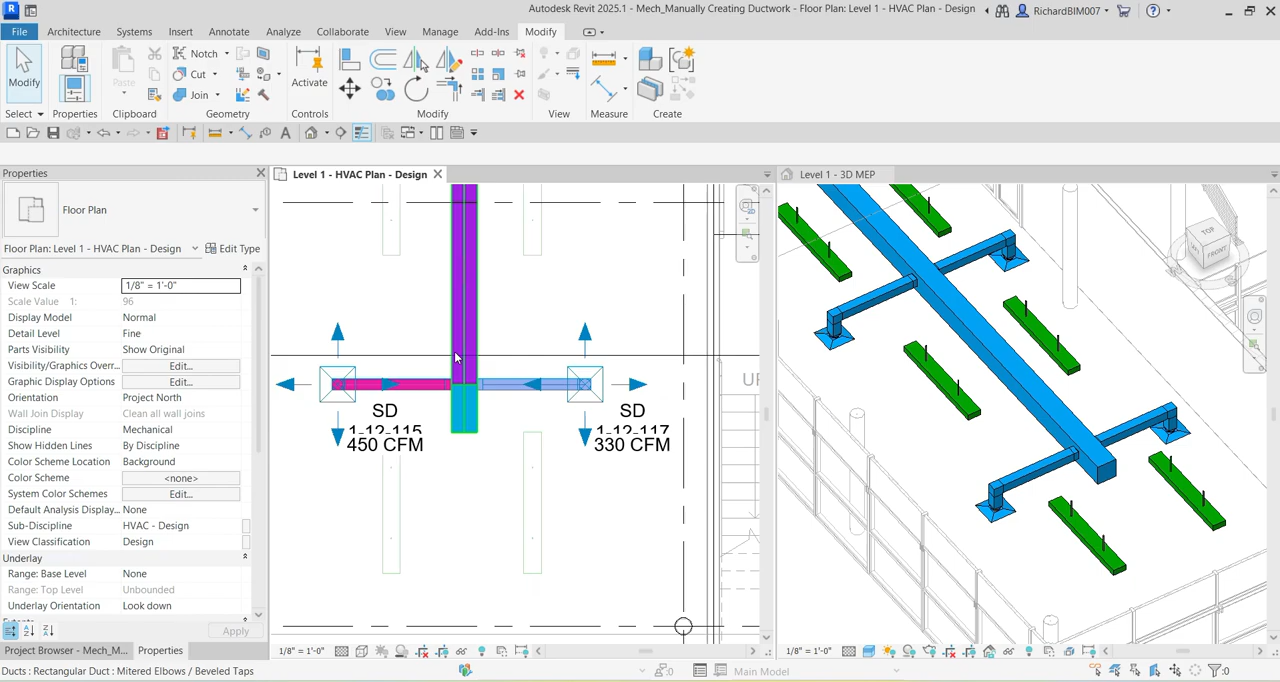 Autodesk Revit 2025.1 - Mech_Manually Creating Ductwork - Floor Plan: Level 1 - HVAC Plan - Design
RichardBIM007
File Architecture Systems Insert Annotate Analyze Collaborate View Manage Add-Ins Modify
Modify Paste Notch Cut Join Activate
Select Properties Clipboard Geometry Controls Modify View Measure Create
Properties
Level 1 - HVAC Plan - Design
Level 1 - 3D MEP
Floor Plan
Floor Plan: Level 1 - HVAC Plan - Design Edit Type
Graphics
View Scale 1/8" = 1'-0"
Scale Value 1: 96
Display Model Normal
Detail Level Fine
Parts Visibility Show Original
Visibility/Graphics Over... Edit...
Graphic Display Options Edit...
Orientation Project North
Wall Join Display Clean all wall joins
Discipline Mechanical
Show Hidden Lines By Discipline
Color Scheme Location Background
Color Scheme <none>
System Color Schemes Edit...
Default Analysis Display... None
Sub-Discipline HVAC - Design
View Classification Design
Underlay
Range: Base Level None
Range: Top Level Unbounded
Underlay Orientation Look down
Apply
Project Browser - Mech_M... Properties
SD
1-12-115
450 CFM
SD
1-12-117
330 CFM
UP
TOP
FRONT
1/8" = 1'-0"
1/8" = 1'-0"
Ducts : Rectangular Duct : Mitered Elbows / Beveled Taps
:0
Main Model
:0